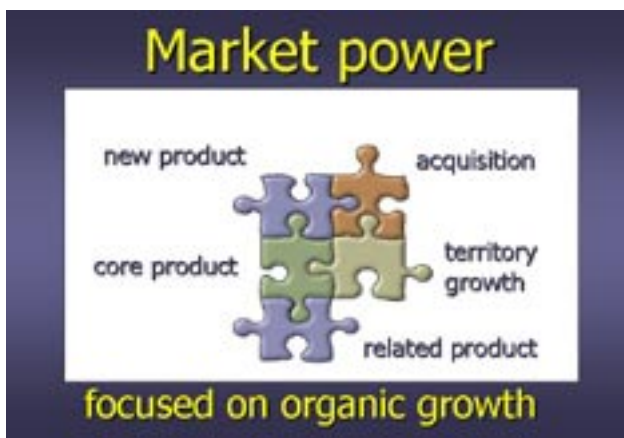 Market power
new product
acquisition
core product
territory
growth
related product
focused on organic growth